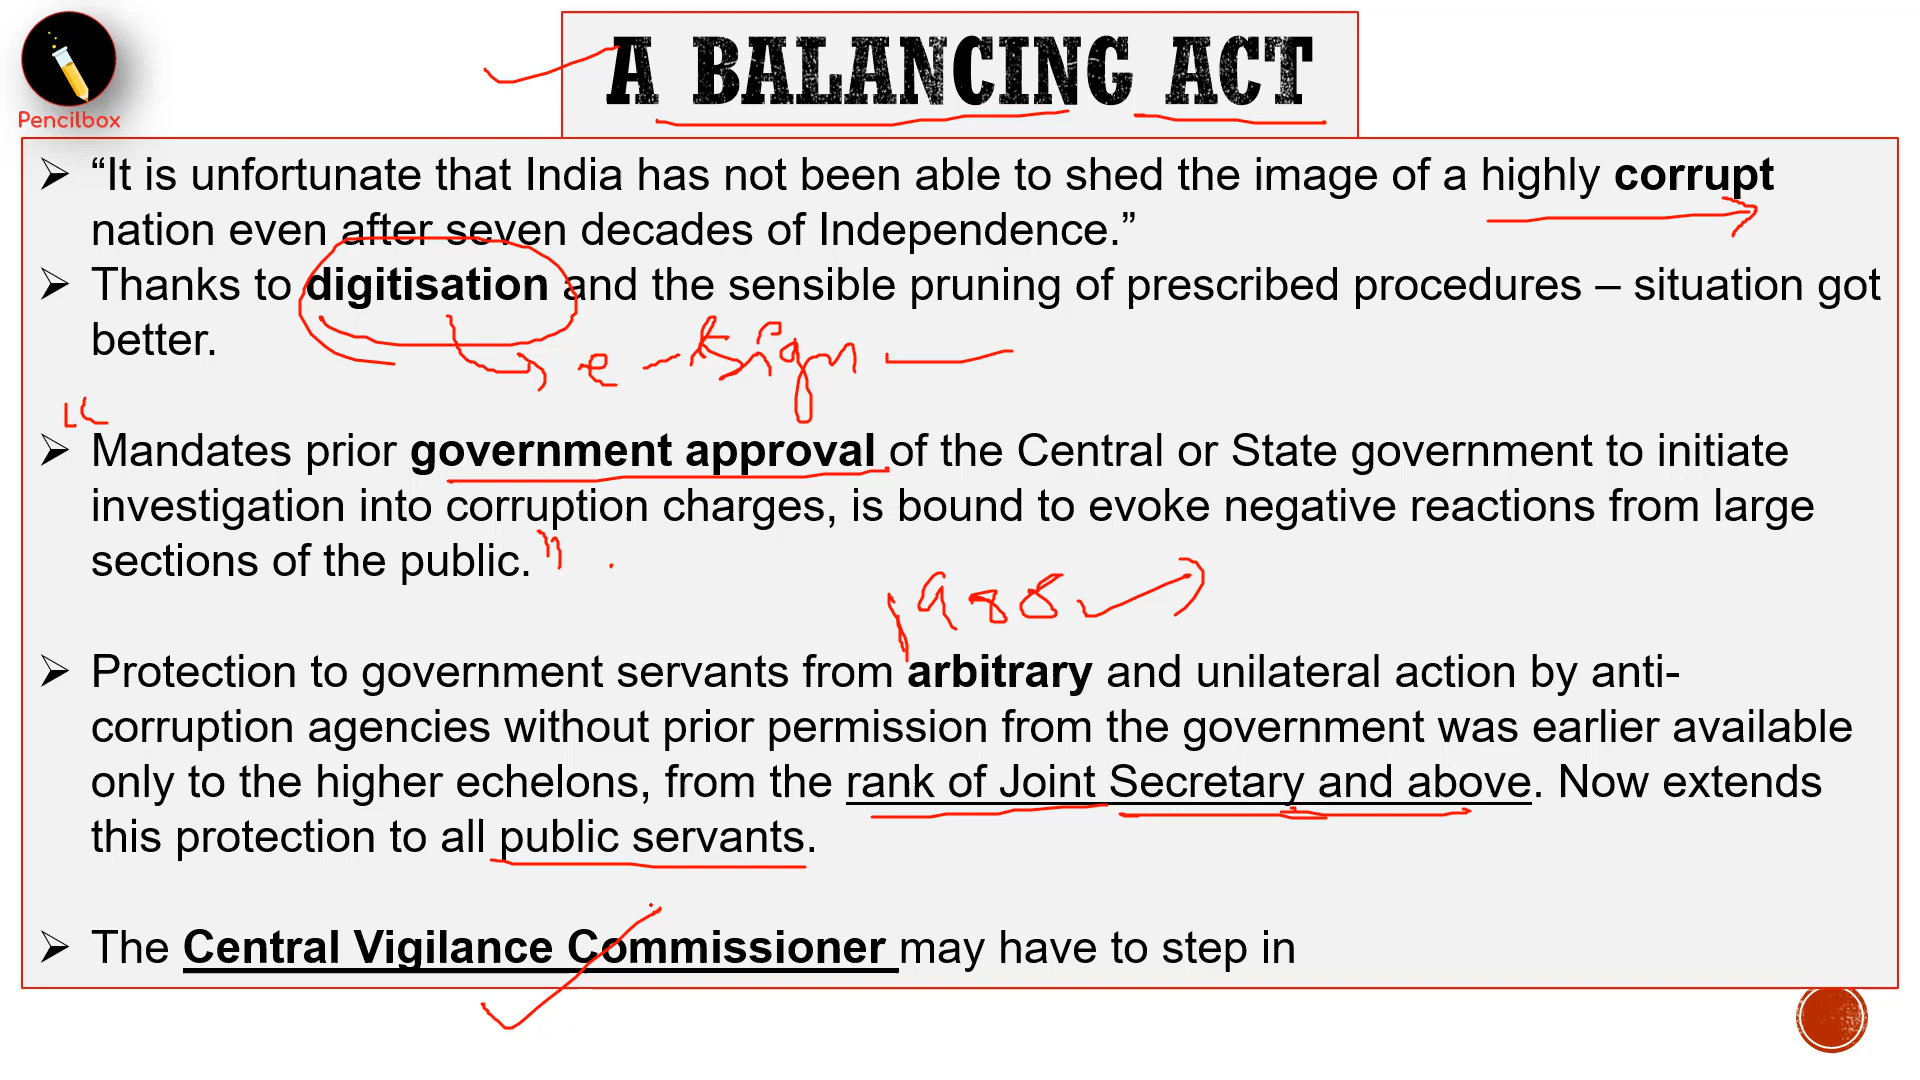 Pencilbox
A BALANCING ACT
➢ “It is unfortunate that India has not been able to shed the image of a highly corrupt
nation even after seven decades of Independence.”
➢ Thanks to digitisation and the sensible pruning of prescribed procedures – situation got
better.
e - Sign
➢ Mandates prior government approval of the Central or State government to initiate
investigation into corruption charges, is bound to evoke negative reactions from large
sections of the public.
1988
➢ Protection to government servants from arbitrary and unilateral action by anti-
corruption agencies without prior permission from the government was earlier available
only to the higher echelons, from the rank of Joint Secretary and above. Now extends
this protection to all public servants.
➢ The Central Vigilance Commissioner may have to step in